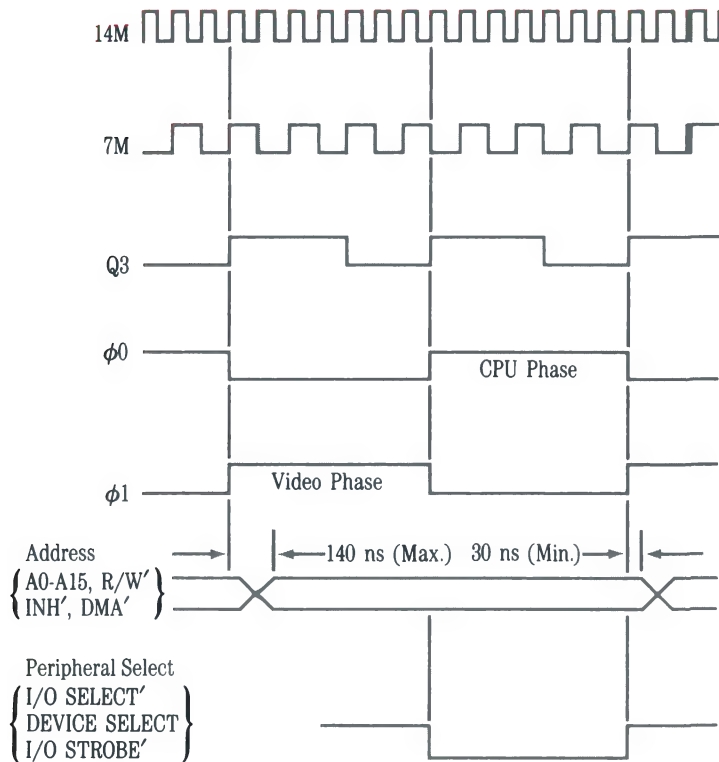 14M
7M
Q3
ϕ0
CPU Phase
ϕ1
Video Phase
Address
140 ns (Max.) 30 ns (Min.)
A0-A15, R/W′
INH′, DMA′
Peripheral Select
I/O SELECT′
DEVICE SELECT
I/O STROBE′